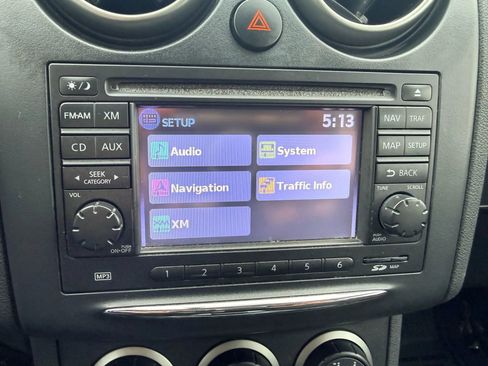 FM•AM XM
CD AUX
SEEK
CATEGORY
VOL
PUSH
ON•OFF
MP3
SETUP 5:13
Audio System
Navigation Traffic Info
XM
1 2 3 4 5 6
NAV TRAF
MAP SETUP
BACK
TUNE SCROLL
PUSH
AUDIO
SD MAP